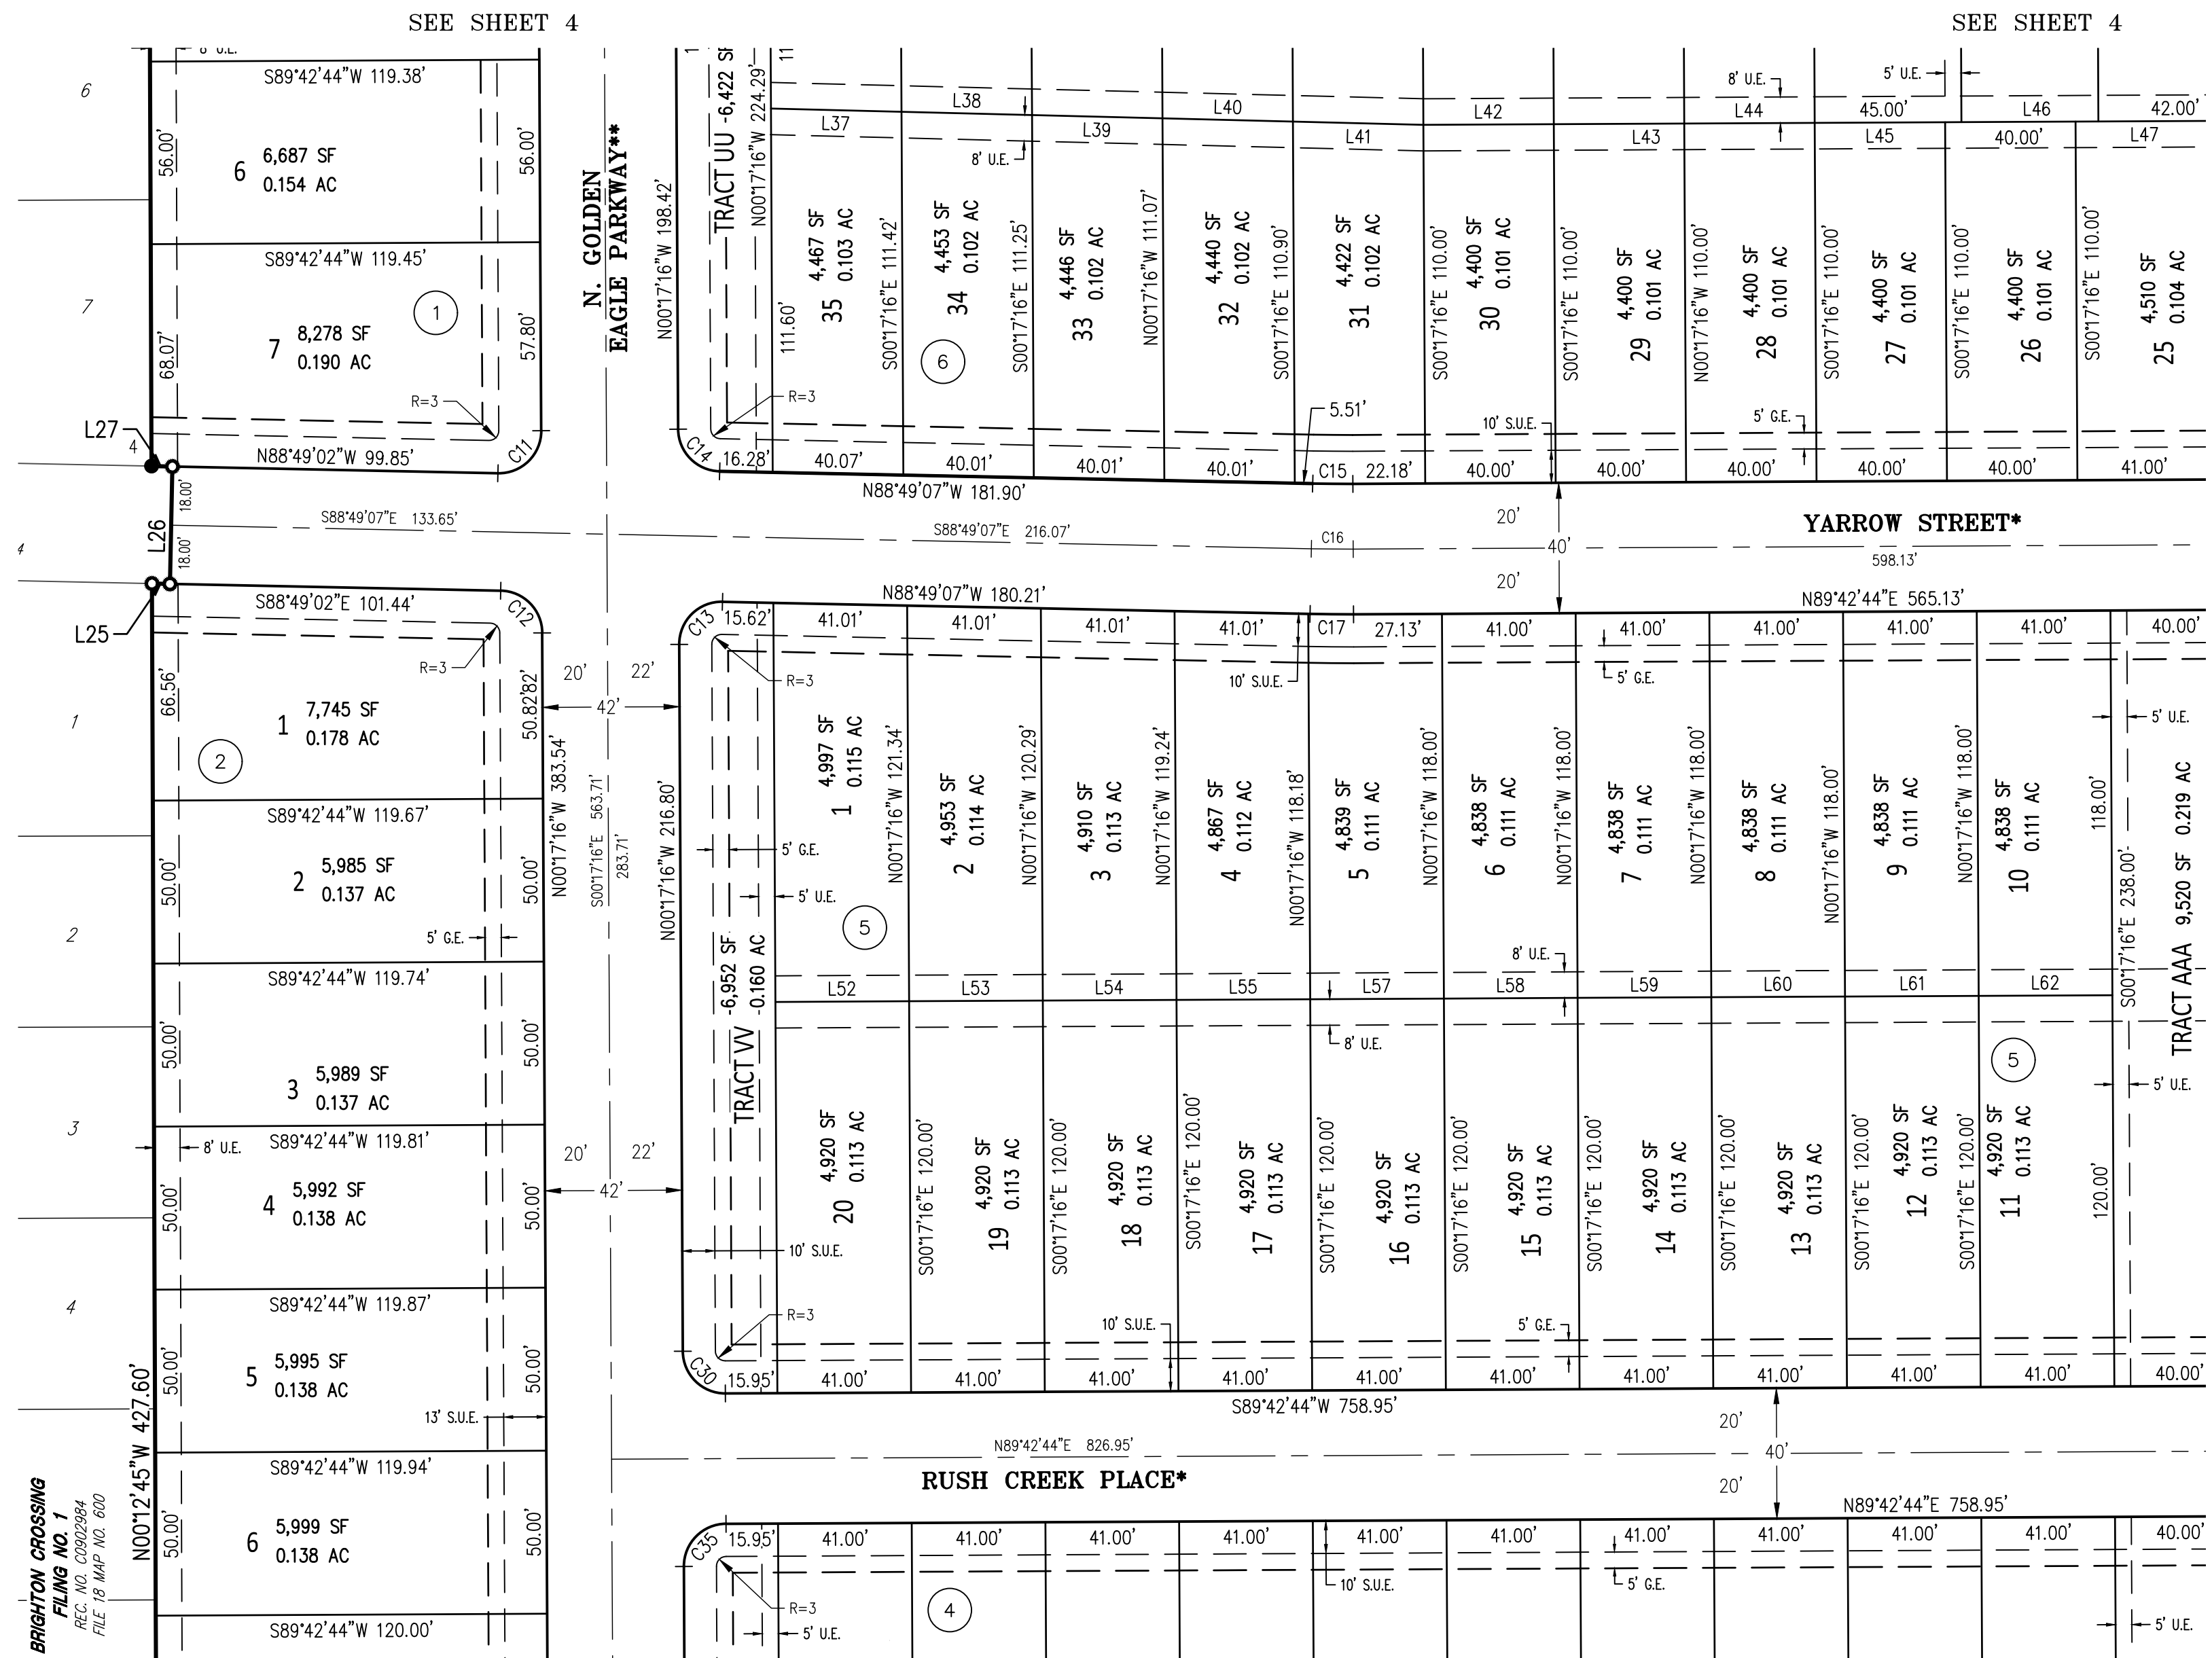 SEE SHEET 4
SEE SHEET 4
8' U.E.
S89°42'44"W 119.38'
6
56.00'
6
6,687 SF
0.154 AC
56.00'
S89°42'44"W 119.45'
7
68.07'
7
8,278 SF
0.190 AC
1
57.80'
R=3
L27
4
N88°49'02"W 99.85'
C11
N. GOLDEN
EAGLE PARKWAY**
N00°17'16"W 198.42'
TRACT UU
6,422 SF
N00°17'16"W 224.29'
11
L37
L38
L39
L40
L41
L42
L43
L44
45.00'
L45
L46
40.00'
42.00'
L47
8' U.E.
8' U.E.
5' U.E.
111.60'
35
4,467 SF
0.103 AC
S00°17'16"E 111.42'
34
4,453 SF
0.102 AC
6
S00°17'16"E 111.25'
33
4,446 SF
0.102 AC
N00°17'16"W 111.07'
32
4,440 SF
0.102 AC
S00°17'16"E 110.90'
31
4,422 SF
0.102 AC
S00°17'16"E 110.00'
30
4,400 SF
0.101 AC
S00°17'16"E 110.00'
29
4,400 SF
0.101 AC
N00°17'16"W 110.00'
28
4,400 SF
0.101 AC
S00°17'16"E 110.00'
27
4,400 SF
0.101 AC
S00°17'16"E 110.00'
26
4,400 SF
0.101 AC
S00°17'16"E 110.00'
25
4,510 SF
0.104 AC
R=3
5.51'
10' S.U.E.
5' G.E.
C14
16.28'
40.07'
40.01'
40.01'
40.01'
C15
22.18'
40.00'
40.00'
40.00'
40.00'
40.00'
41.00'
N88°49'07"W 181.90'
18.00'
L26
18.00'
4
S88°49'07"E 133.65'
S88°49'07"E 216.07'
C16
20'
40'
20'
YARROW STREET*
598.13'
L25
S88°49'02"E 101.44'
C12
R=3
N88°49'07"W 180.21'
N89°42'44"E 565.13'
C13
15.62'
41.01'
41.01'
41.01'
41.01'
C17
27.13'
41.00'
41.00'
41.00'
41.00'
41.00'
40.00'
R=3
10' S.U.E.
5' G.E.
5' U.E.
1
66.56'
1
7,745 SF
0.178 AC
2
50.82'82'
20'
22'
42'
S89°42'44"W 119.67'
N00°17'16"W 383.54'
S00°17'16"E 563.71'
283.71'
N00°17'16"W 216.80'
1
4,997 SF
0.115 AC
N00°17'16"W 121.34'
2
4,953 SF
0.114 AC
N00°17'16"W 120.29'
3
4,910 SF
0.113 AC
N00°17'16"W 119.24'
4
4,867 SF
0.112 AC
N00°17'16"W 118.18'
5
4,839 SF
0.111 AC
N00°17'16"W 118.00'
6
4,838 SF
0.111 AC
N00°17'16"W 118.00'
7
4,838 SF
0.111 AC
N00°17'16"W 118.00'
8
4,838 SF
0.111 AC
N00°17'16"W 118.00'
9
4,838 SF
0.111 AC
N00°17'16"W 118.00'
10
4,838 SF
0.111 AC
118.00'
S00°17'16"E 238.00'
TRACT AAA 9,520 SF 0.219 AC
5' G.E.
5' U.E.
5
2
50.00'
2
5,985 SF
0.137 AC
50.00'
5' G.E.
S89°42'44"W 119.74'
TRACT VV
6,952 SF
0.160 AC
8' U.E.
L52
L53
L54
L55
L57
L58
L59
L60
L61
L62
8' U.E.
5
5' U.E.
3
50.00'
3
5,989 SF
0.137 AC
50.00'
8' U.E.
S89°42'44"W 119.81'
20'
22'
42'
50.00'
4
5,992 SF
0.138 AC
50.00'
20
4,920 SF
0.113 AC
S00°17'16"E 120.00'
19
4,920 SF
0.113 AC
S00°17'16"E 120.00'
18
4,920 SF
0.113 AC
S00°17'16"E 120.00'
17
4,920 SF
0.113 AC
S00°17'16"E 120.00'
16
4,920 SF
0.113 AC
S00°17'16"E 120.00'
15
4,920 SF
0.113 AC
S00°17'16"E 120.00'
14
4,920 SF
0.113 AC
S00°17'16"E 120.00'
13
4,920 SF
0.113 AC
S00°17'16"E 120.00'
12
4,920 SF
0.113 AC
S00°17'16"E 120.00'
11
4,920 SF
0.113 AC
120.00'
10' S.U.E.
4
S89°42'44"W 119.87'
50.00'
5
5,995 SF
0.138 AC
50.00'
13' S.U.E.
R=3
10' S.U.E.
5' G.E.
C30
15.95'
41.00'
41.00'
41.00'
41.00'
41.00'
41.00'
41.00'
41.00'
41.00'
41.00'
40.00'
S89°42'44"W 758.95'
20'
40'
20'
N89°42'44"E 826.95'
RUSH CREEK PLACE*
N89°42'44"E 758.95'
N00°12'45"W 427.60'
S89°42'44"W 119.94'
50.00'
6
5,999 SF
0.138 AC
50.00'
S89°42'44"W 120.00'
BRIGHTON CROSSING
FILING NO. 1
REC. NO. C0902984
FILE 18 MAP NO. 600
C35
15.95'
41.00'
41.00'
41.00'
41.00'
41.00'
41.00'
41.00'
41.00'
41.00'
41.00'
40.00'
R=3
5' U.E.
4
10' S.U.E.
5' G.E.
5' U.E.